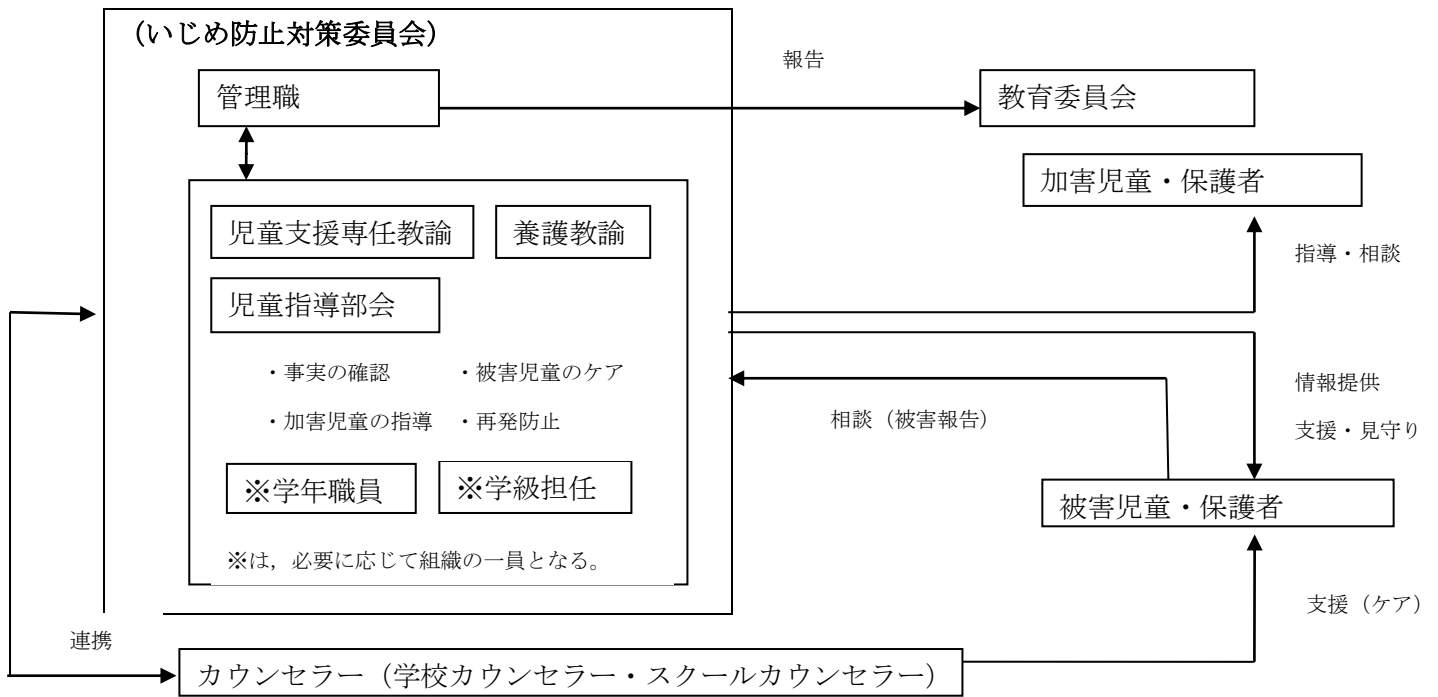 （いじめ防止対策委員会）
報告
管理職
教育委員会
加害児童・保護者
児童支援専任教諭
養護教諭
指導・相談
児童指導部会
・事実の確認
・被害児童のケア
情報提供
・加害児童の指導
・再発防止
相談（被害報告）
支援・見守り
※学年職員
※学級担任
被害児童・保護者
※は，必要に応じて組織の一員となる。
支援（ケア）
連携
カウンセラー（学校カウンセラー・スクールカウンセラー）